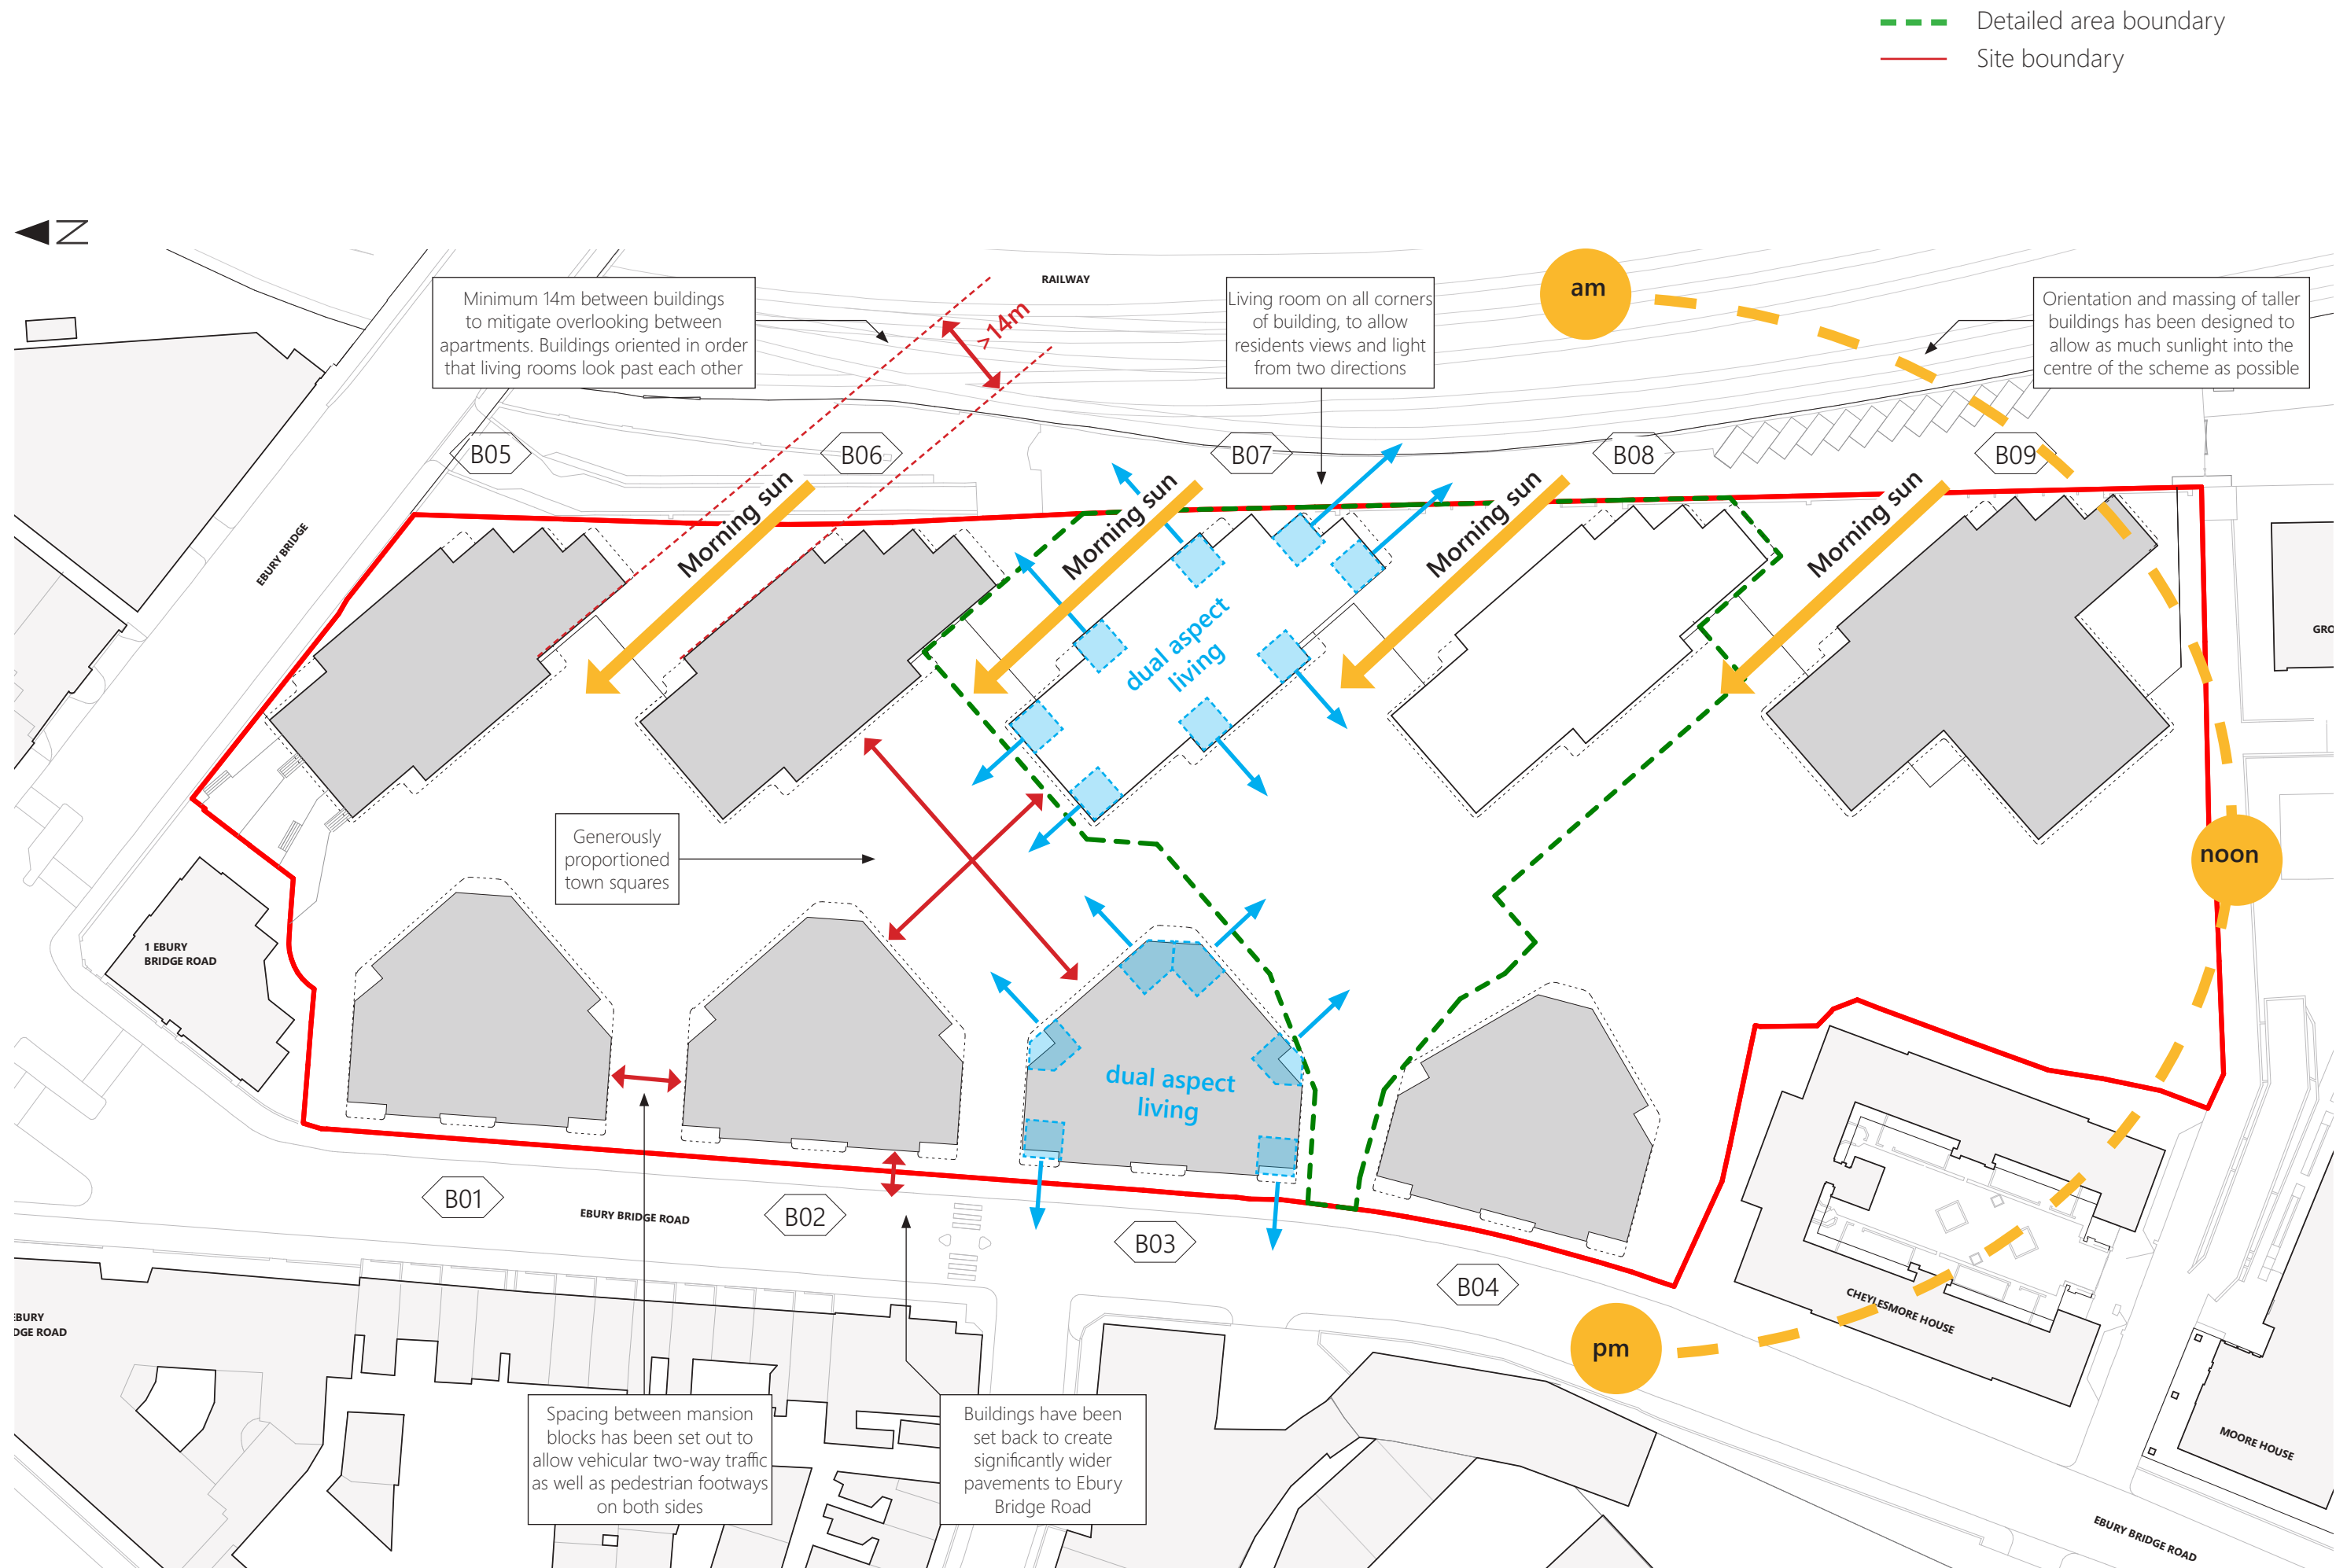 Detailed area boundary
Site boundary
N
RAILWAY
am
Minimum 14m between buildings
to mitigate overlooking between
apartments. Buildings oriented in order
that living rooms look past each other
>14m
Living room on all corners
of building, to allow
residents views and light
from two directions
Orientation and massing of taller
buildings has been designed to
allow as much sunlight into the
centre of the scheme as possible
B05
B06
B07
B08
B09
EBURY BRIDGE
Morning sun
Morning sun
Morning sun
Morning sun
dual aspect
living
GRO
Generously
proportioned
town squares
noon
1 EBURY
BRIDGE ROAD
dual aspect
living
B01
B02
B03
B04
EBURY BRIDGE ROAD
CHEYLESMORE HOUSE
EBURY
DGE ROAD
pm
Spacing between mansion
blocks has been set out to
allow vehicular two-way traffic
as well as pedestrian footways
on both sides
Buildings have been
set back to create
significantly wider
pavements to Ebury
Bridge Road
MOORE HOUSE
EBURY BRIDGE ROAD